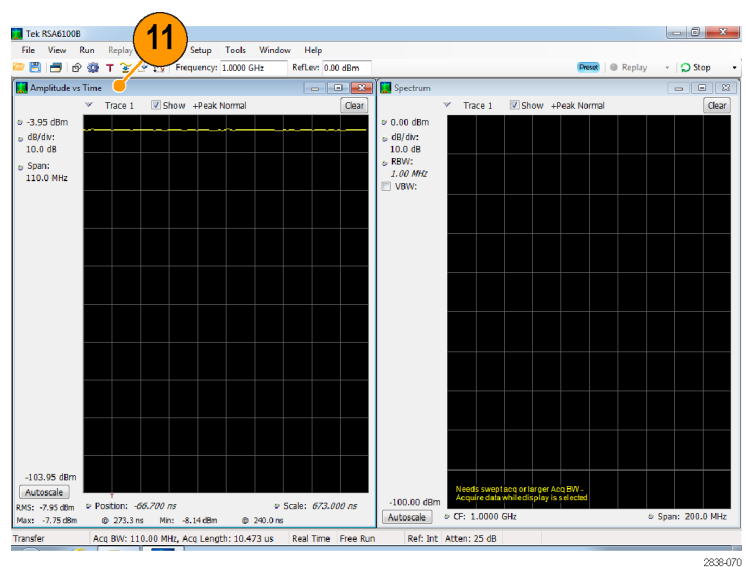 Tek RSA6100B
11
File View Run Replay Setup Tools Window Help
Frequency: 1.0000 GHz RefLev: 0.00 dBm Preset Replay Stop
Amplitude vs Time
Trace 1 Show +Peak Normal Clear
-3.95 dBm
dB/div:
10.0 dB
Span:
110.0 MHz
-103.95 dBm
Autoscale
Position: -66.700 ns Scale: 673.000 ns
RMS: -7.95 dBm
Max: -7.75 dBm @ 273.3 ns Min: -8.14 dBm @ 240.0 ns
Spectrum
Trace 1 Show +Peak Normal Clear
0.00 dBm
dB/div:
10.0 dB
RBW:
1.00 MHz
VBW:
Needs swept acq or larger Acq BW -
Acquire data while display is selected
-100.00 dBm
Autoscale CF: 1.0000 GHz Span: 200.0 MHz
Transfer Acq BW: 110.00 MHz, Acq Length: 10.473 us Real Time Free Run Ref: Int Atten: 25 dB
2838-070